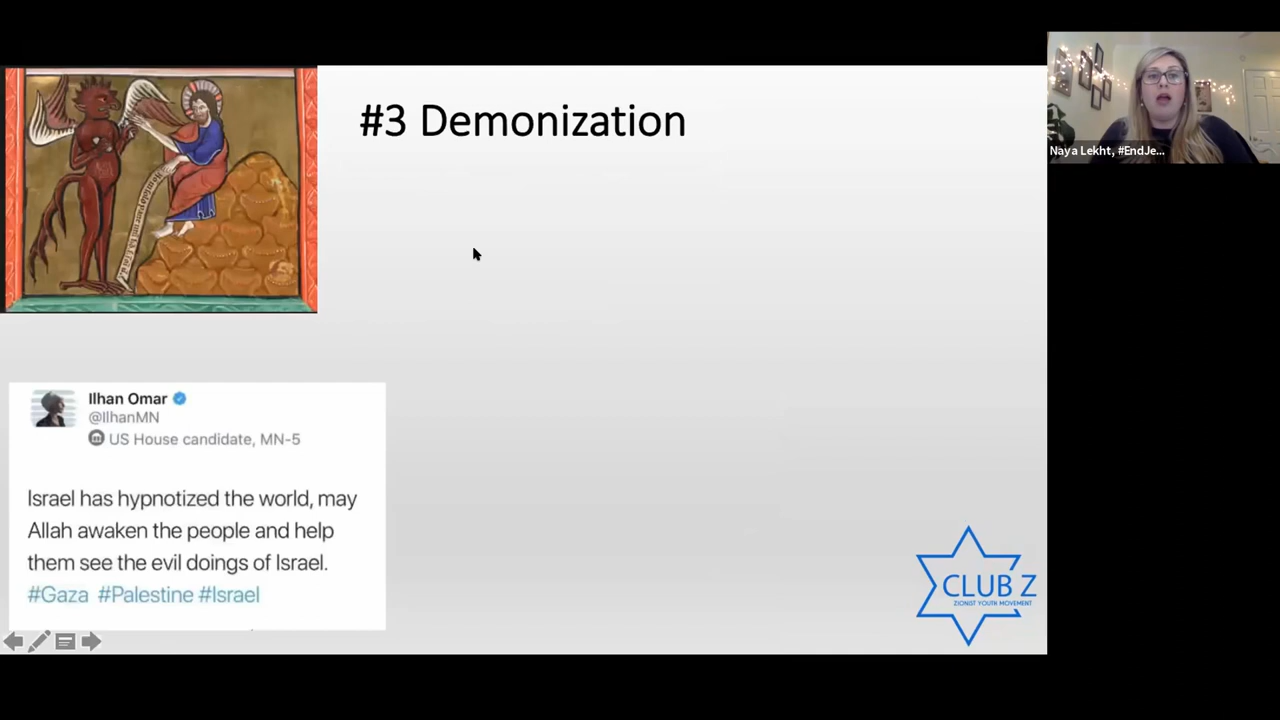 #3 Demonization
Naya Lekht, #EndJe...
Ilhan Omar
@IlhanMN
US House candidate, MN-5
Israel has hypnotized the world, may
Allah awaken the people and help
them see the evil doings of Israel.
#Gaza #Palestine #Israel
CLUB Z
ZIONIST YOUTH MOVEMENT